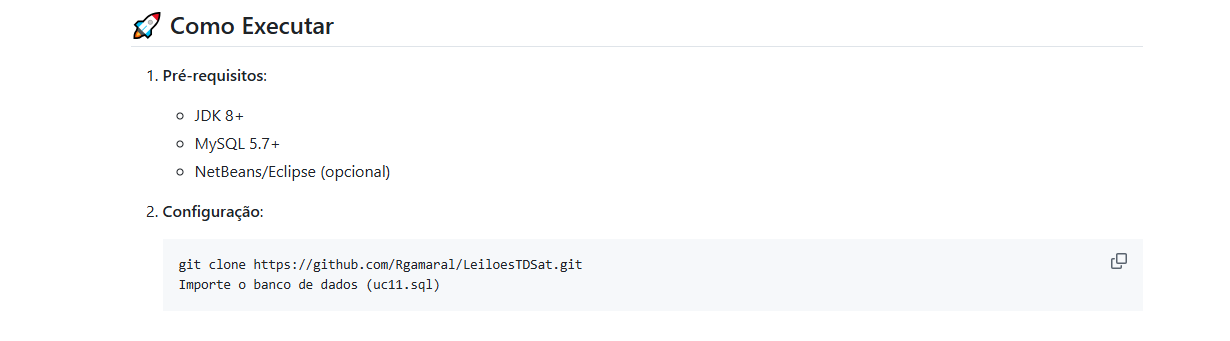 🚀 Como Executar
1. Pré-requisitos:
JDK 8+
MySQL 5.7+
NetBeans/Eclipse (opcional)
2. Configuração:
git clone https://github.com/Rgamaral/LeiloesTDSat.git
Importe o banco de dados (uc11.sql)